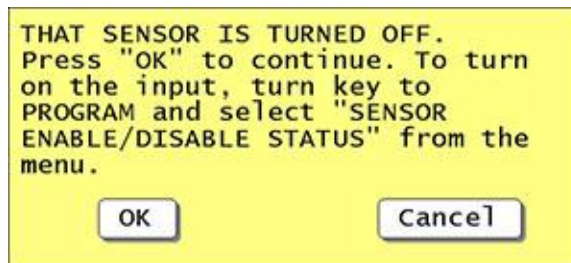 THAT SENSOR IS TURNED OFF.
Press "OK" to continue. To turn
on the input, turn key to
PROGRAM and select "SENSOR
ENABLE/DISABLE STATUS" from the
menu.
OK
Cancel